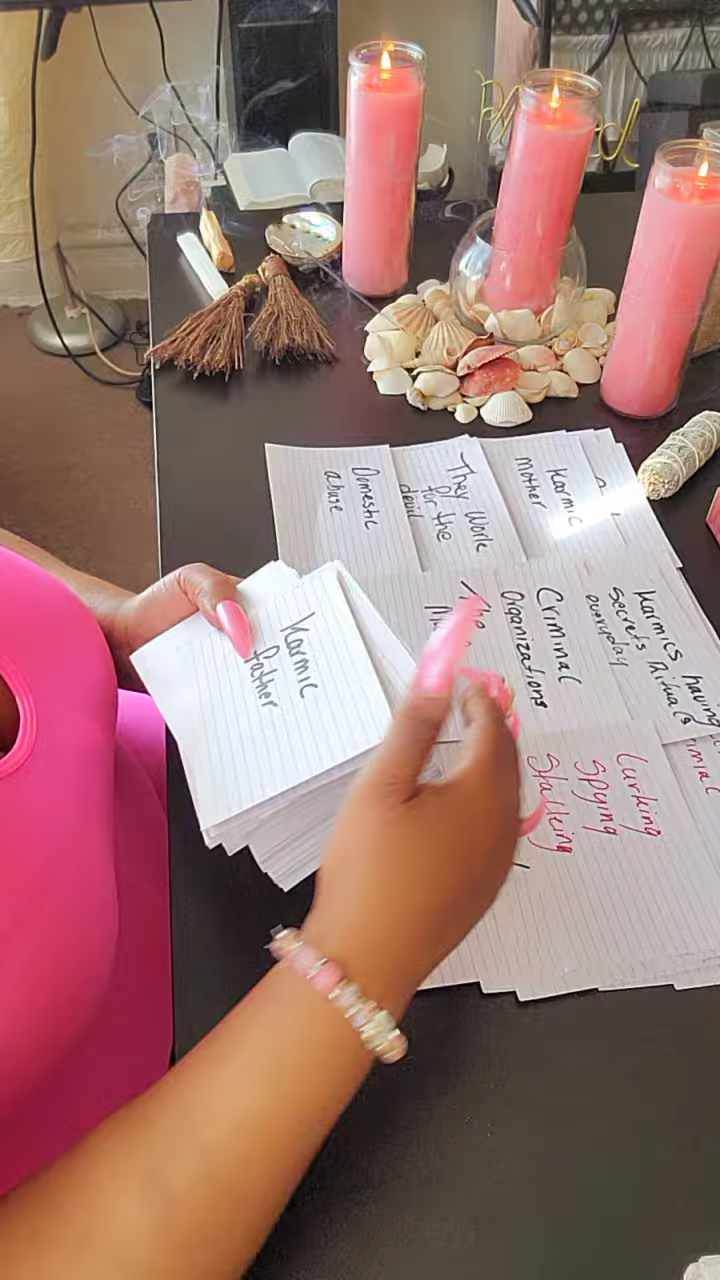 Domestic
abuse
They Work
for the
devil
Karmic
Mother
Karmic
father
The
Criminal
Organizations
Karmics having
Secrets Rituals
everyday
Lurking
Spying
Stalking